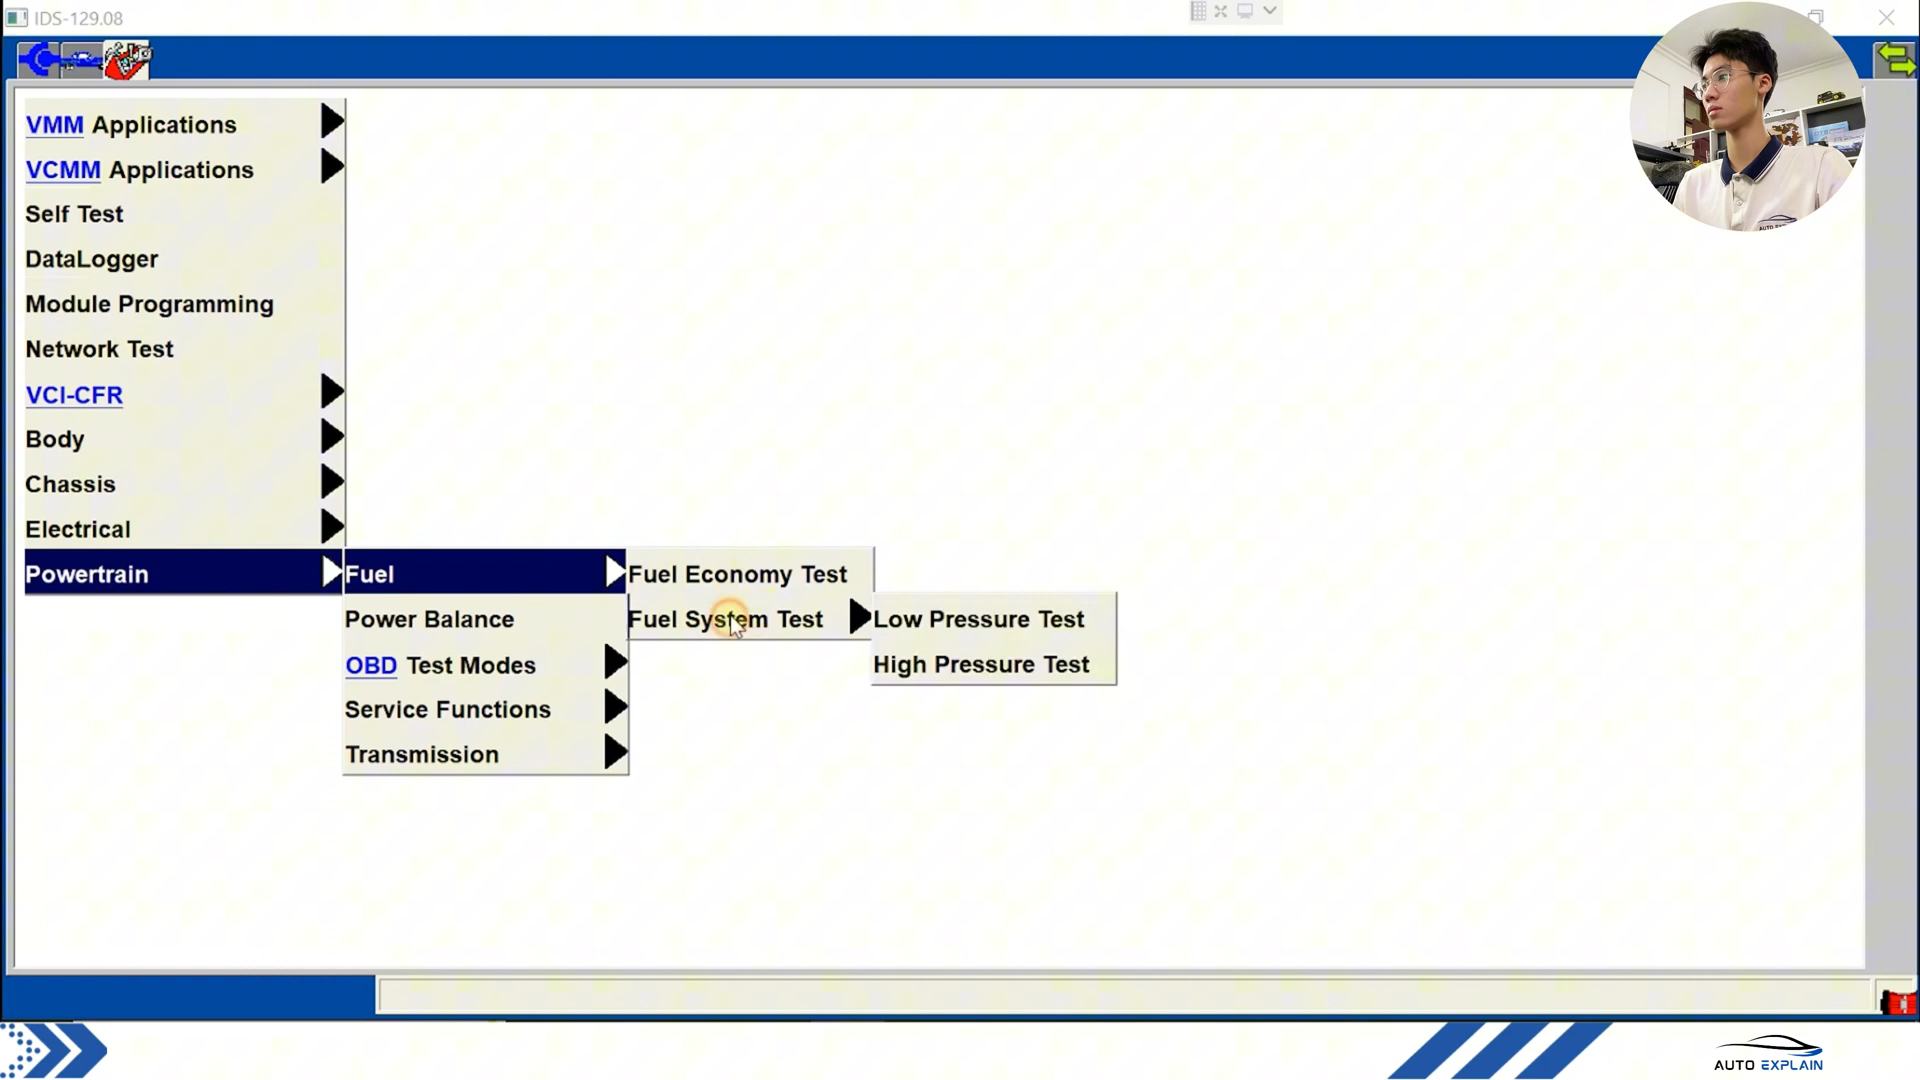 IDS-129.08
VMM Applications
VCMM Applications
Self Test
DataLogger
Module Programming
Network Test
VCI-CFR
Body
Chassis
Electrical
Powertrain
Fuel
Power Balance
OBD Test Modes
Service Functions
Transmission
Fuel Economy Test
Fuel System Test
Low Pressure Test
High Pressure Test
AUTO EXPLAIN